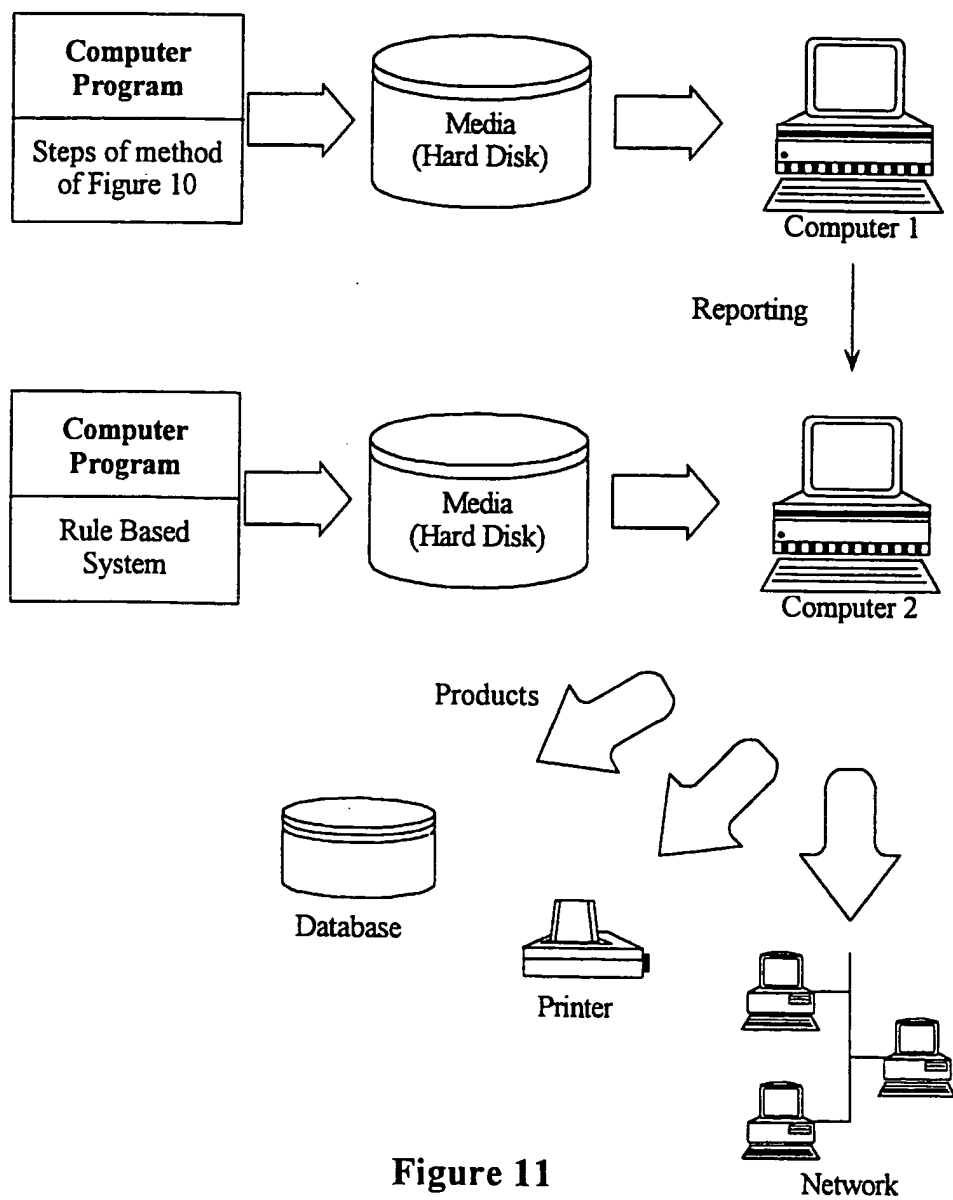 Computer
Program
Steps of method
of Figure 10
Media
(Hard Disk)
Computer 1
Reporting
Computer
Program
Rule Based
System
Media
(Hard Disk)
Computer 2
Products
Database
Printer
Network
Figure 11